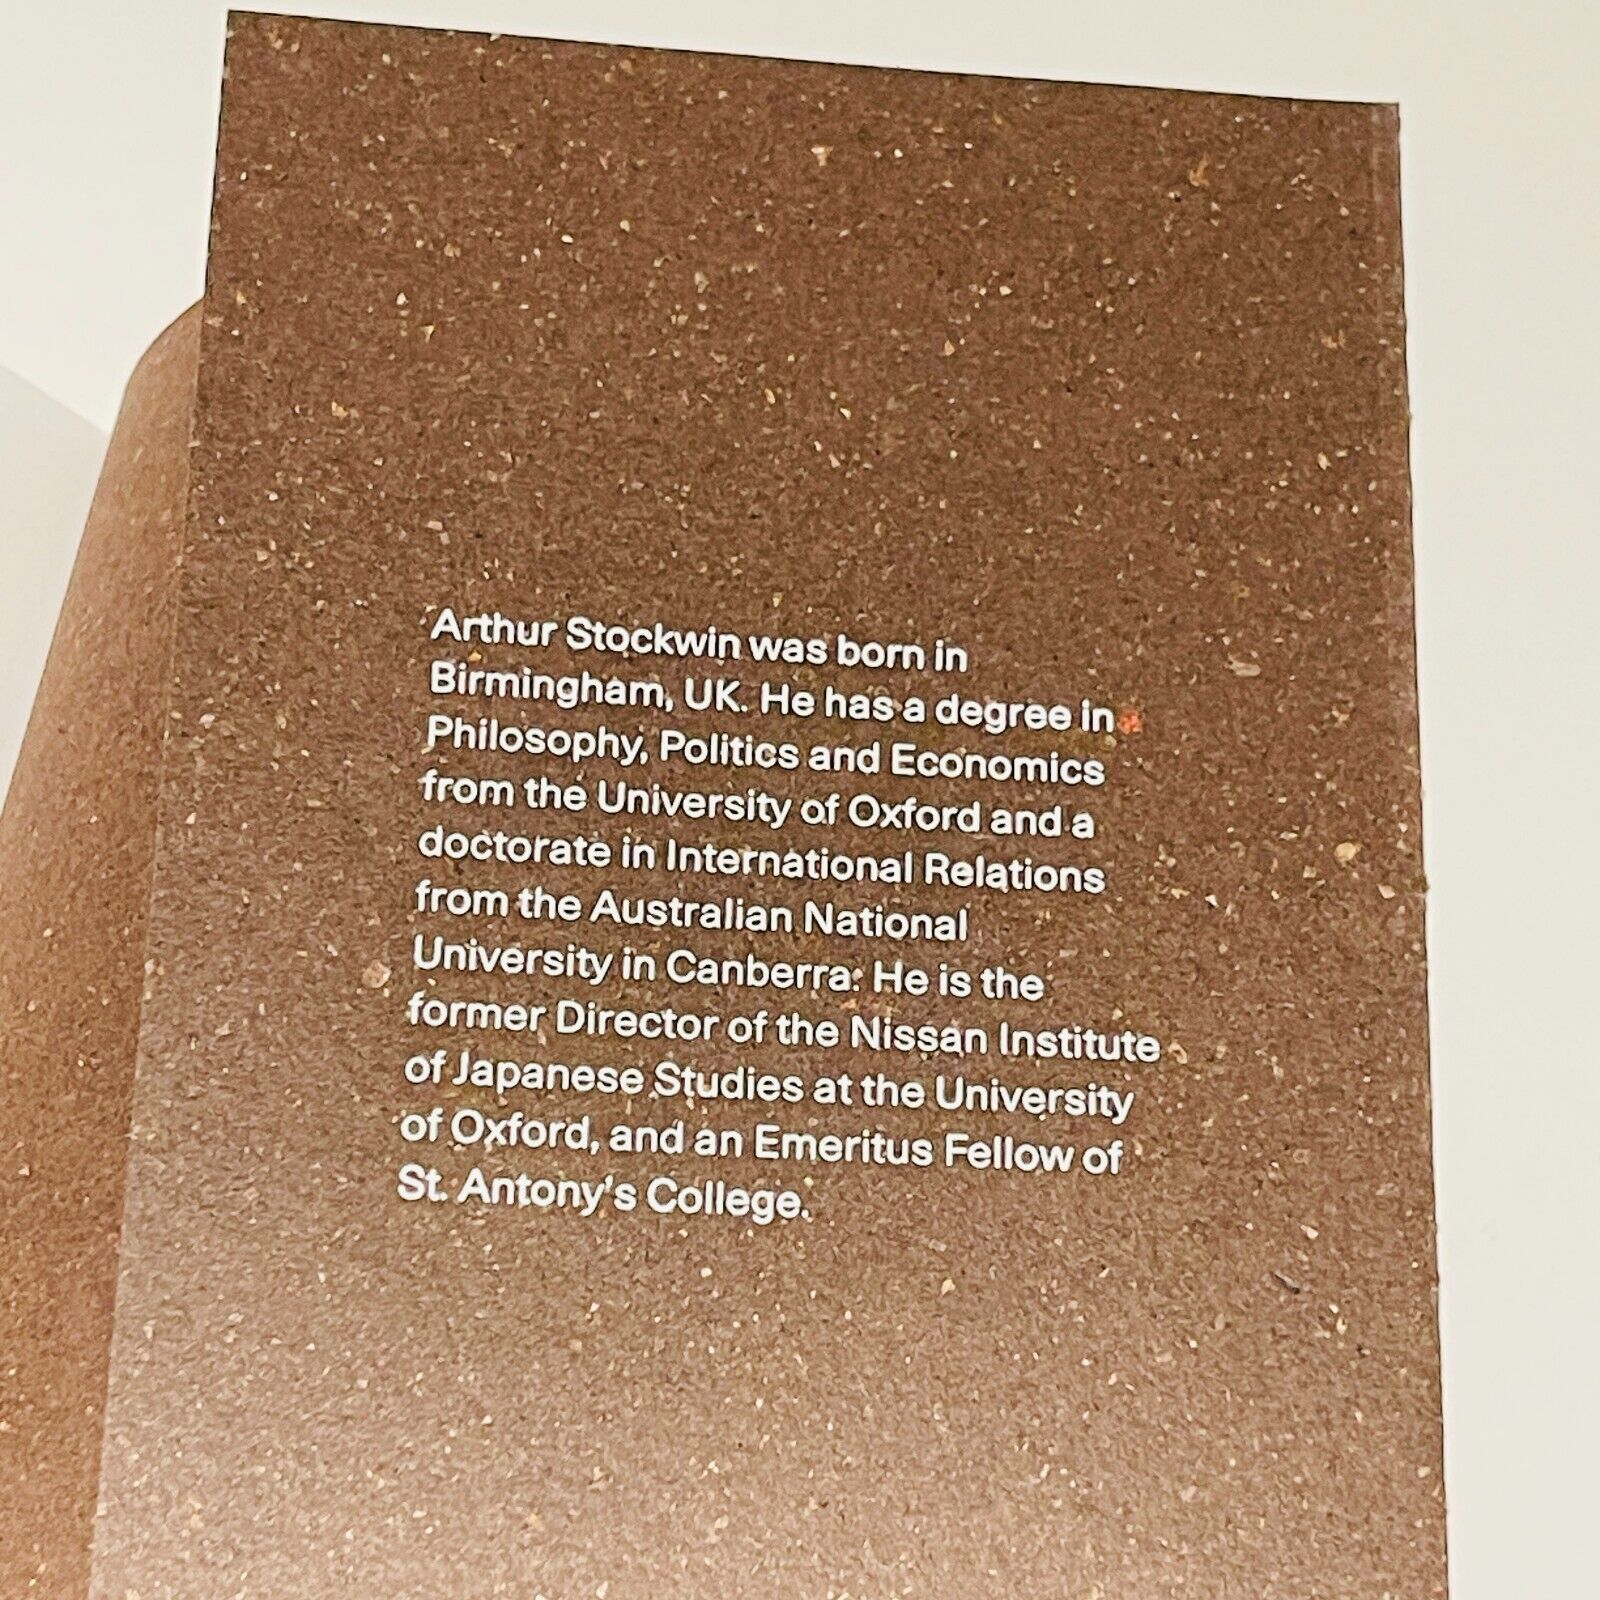 Arthur Stockwin was born in
Birmingham, UK. He has a degree in
Philosophy, Politics and Economics
from the University of Oxford and a
doctorate in International Relations
from the Australian National
University in Canberra. He is the
former Director of the Nissan Institute
of Japanese Studies at the University
of Oxford, and an Emeritus Fellow of
St. Antony's College.